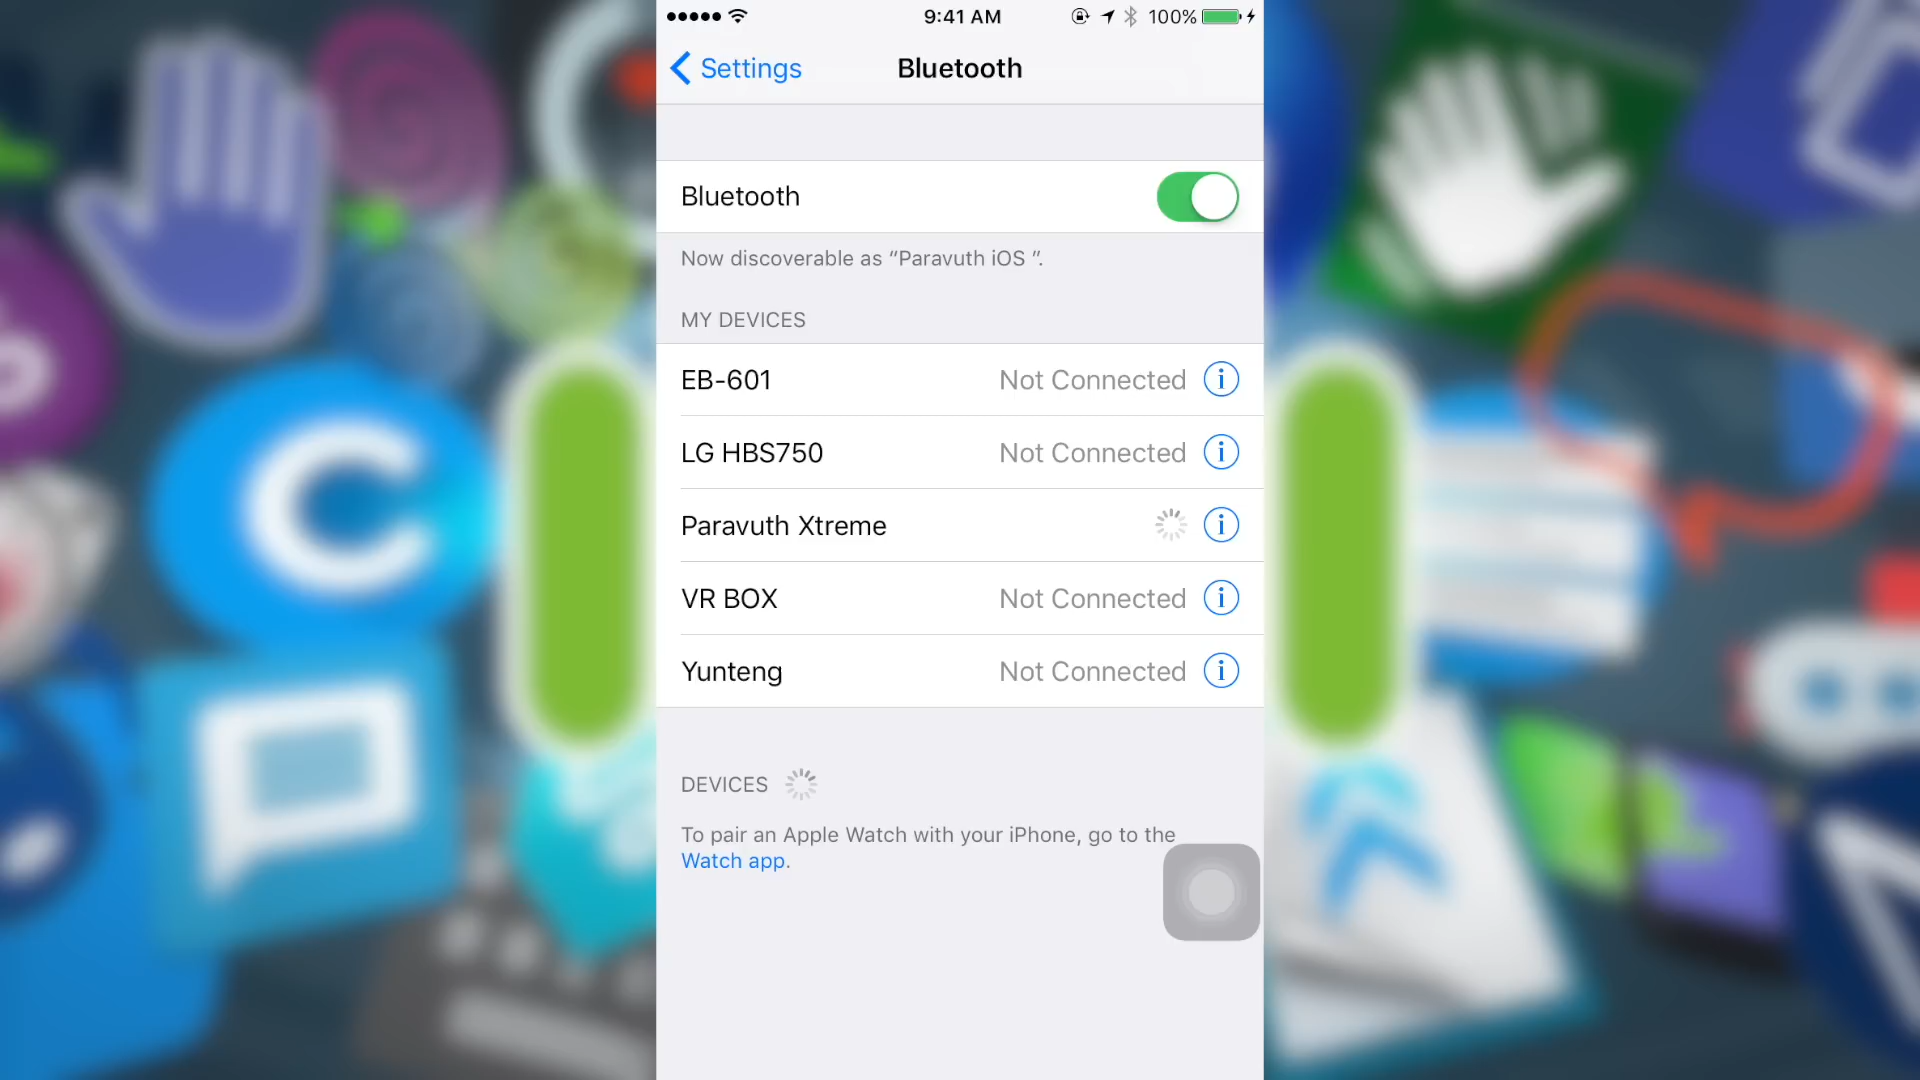 9:41 AM 100%
Settings Bluetooth
Bluetooth
Now discoverable as “Paravuth iOS ”.
MY DEVICES
EB-601 Not Connected
LG HBS750 Not Connected
Paravuth Xtreme
VR BOX Not Connected
Yunteng Not Connected
DEVICES
To pair an Apple Watch with your iPhone, go to the
Watch app.